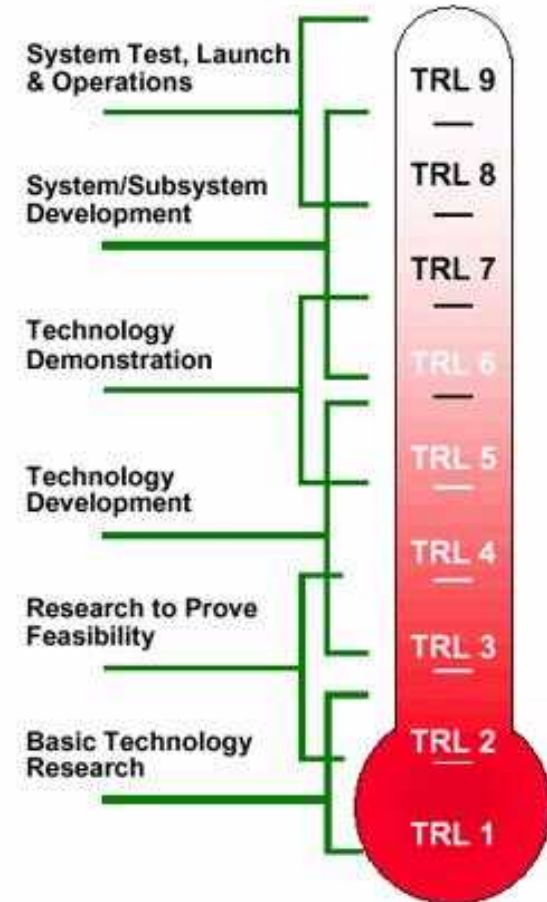 System Test, Launch
& Operations
System/Subsystem
Development
Technology
Demonstration
Technology
Development
Research to Prove
Feasibility
Basic Technology
Research
TRL 9
TRL 8
TRL 7
TRL 6
TRL 5
TRL 4
TRL 3
TRL 2
TRL 1